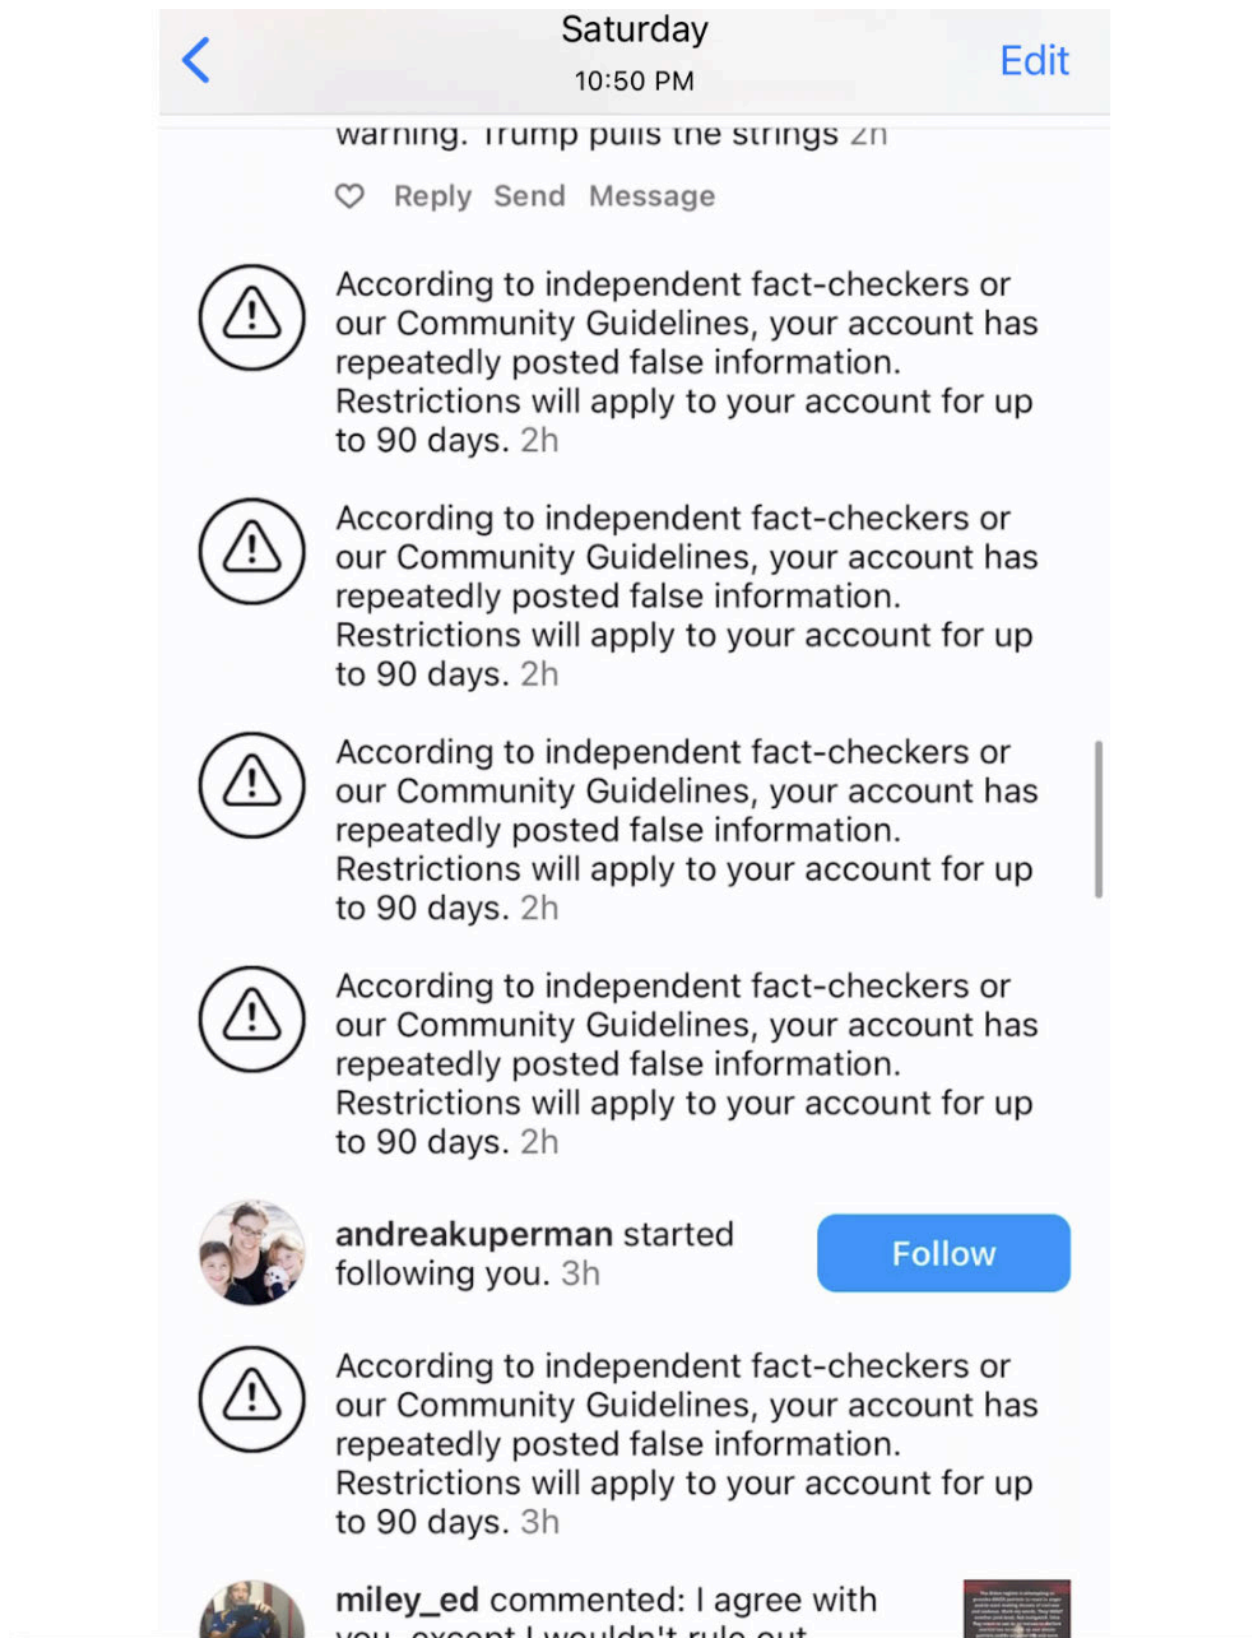 Saturday
10:50 PM
Edit
warning. Trump pulls the strings 2h
Reply Send Message
According to independent fact-checkers or
our Community Guidelines, your account has
repeatedly posted false information.
Restrictions will apply to your account for up
to 90 days. 2h
According to independent fact-checkers or
our Community Guidelines, your account has
repeatedly posted false information.
Restrictions will apply to your account for up
to 90 days. 2h
According to independent fact-checkers or
our Community Guidelines, your account has
repeatedly posted false information.
Restrictions will apply to your account for up
to 90 days. 2h
According to independent fact-checkers or
our Community Guidelines, your account has
repeatedly posted false information.
Restrictions will apply to your account for up
to 90 days. 2h
andreakuperman started
following you. 3h
Follow
According to independent fact-checkers or
our Community Guidelines, your account has
repeatedly posted false information.
Restrictions will apply to your account for up
to 90 days. 3h
miley_ed commented: I agree with
you, except I wouldn't rule out